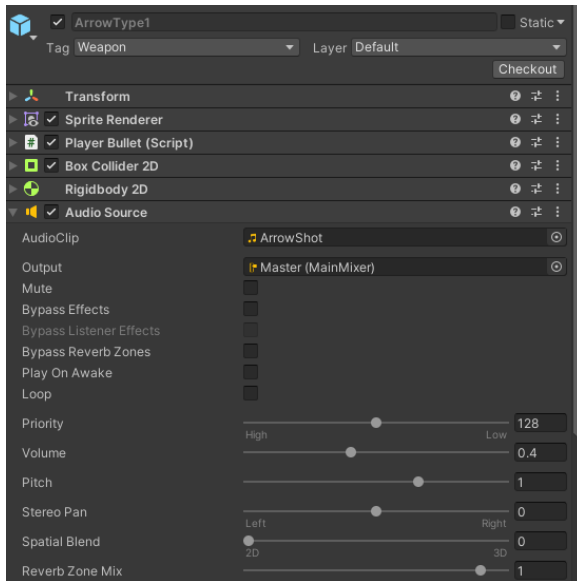 ArrowType1 Static
Tag Weapon Layer Default
Checkout
Transform
Sprite Renderer
# Player Bullet (Script)
Box Collider 2D
Rigidbody 2D
Audio Source
AudioClip ArrowShot
Output Master (MainMixer)
Mute
Bypass Effects
Bypass Listener Effects
Bypass Reverb Zones
Play On Awake
Loop
Priority 128
High Low
Volume 0.4
Pitch 1
Stereo Pan 0
Left Right
Spatial Blend 0
2D 3D
Reverb Zone Mix 1